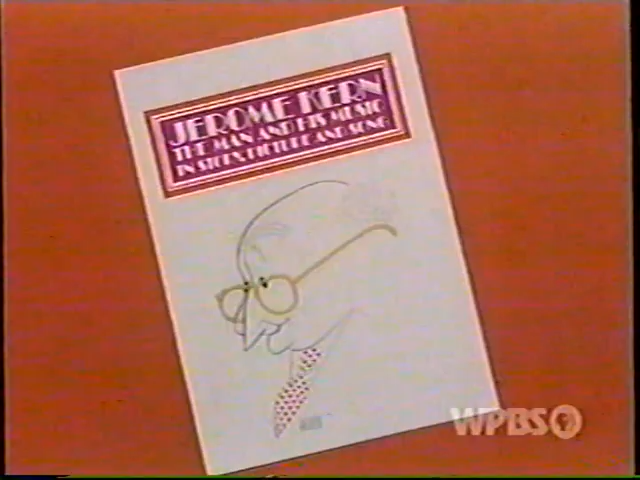 JEROME KERN
THE MAN AND HIS MUSIC
IN STORY, PICTURE AND SONG
WPBS